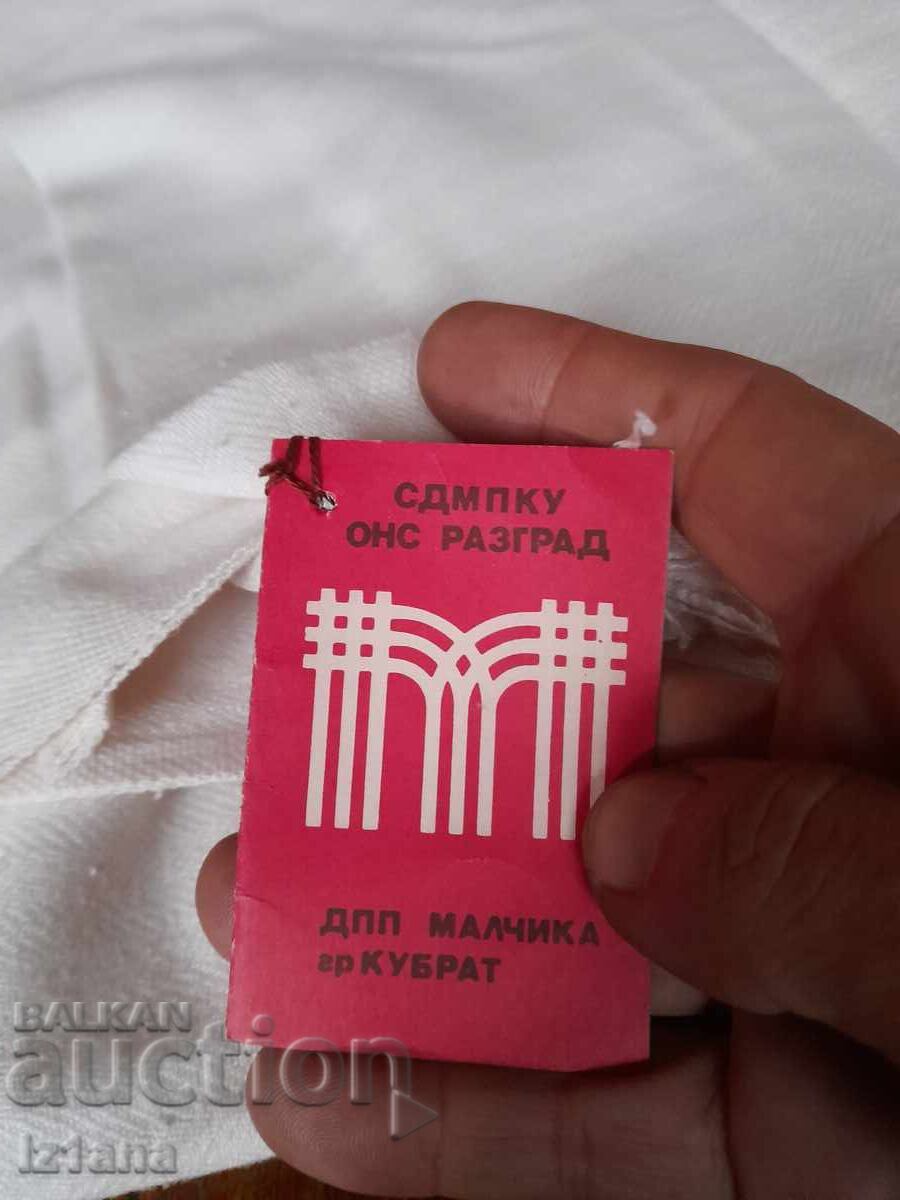 СДМПКУ
ОНС РАЗГРАД
ДПП МАЛЧИКА
гр КУБРАТ
BALKAN
auction
iz1ana